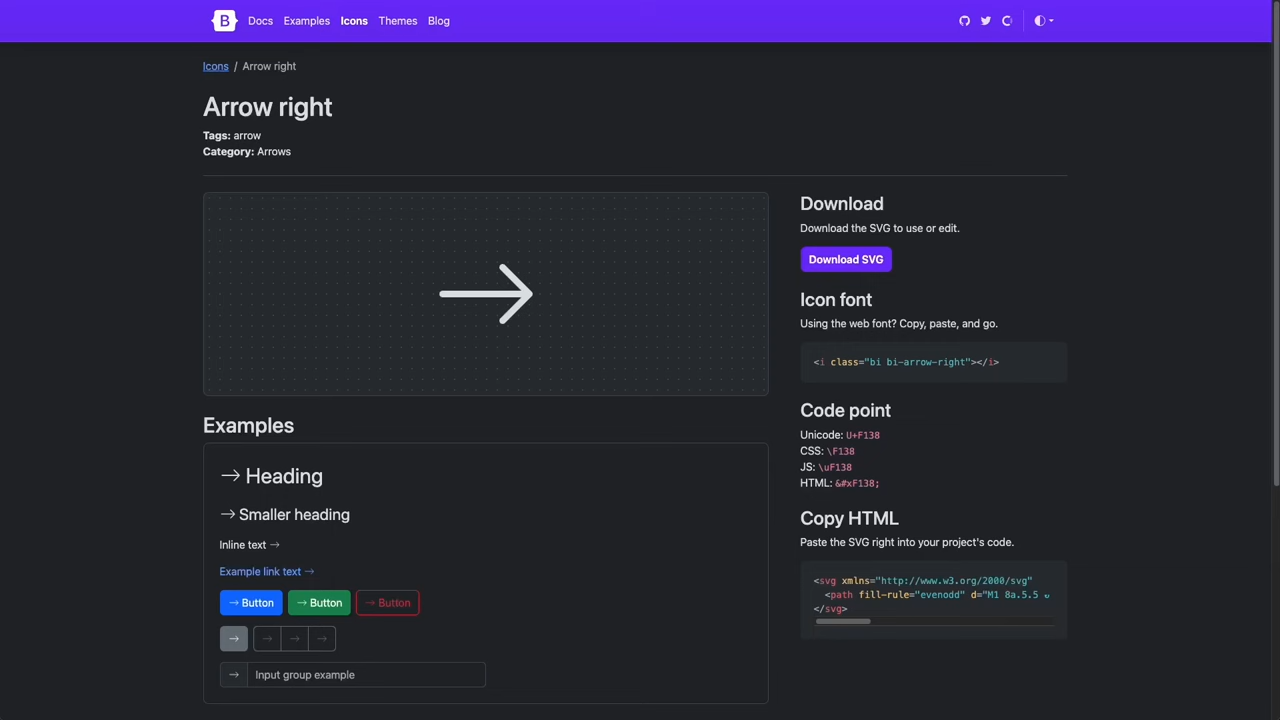 B Docs Examples Icons Themes Blog
Icons / Arrow right
Arrow right
Tags: arrow
Category: Arrows
Examples
→ Heading
→ Smaller heading
Inline text →
Example link text →
→ Button → Button → Button
→ → → →
→ Input group example
Download
Download the SVG to use or edit.
Download SVG
Icon font
Using the web font? Copy, paste, and go.
<i class="bi bi-arrow-right"></i>
Code point
Unicode: U+F138
CSS: \F138
JS: \uF138
HTML: &#xF138;
Copy HTML
Paste the SVG right into your project's code.
<svg xmlns="http://www.w3.org/2000/svg"
<path fill-rule="evenodd" d="M1 8a.5.5
</svg>